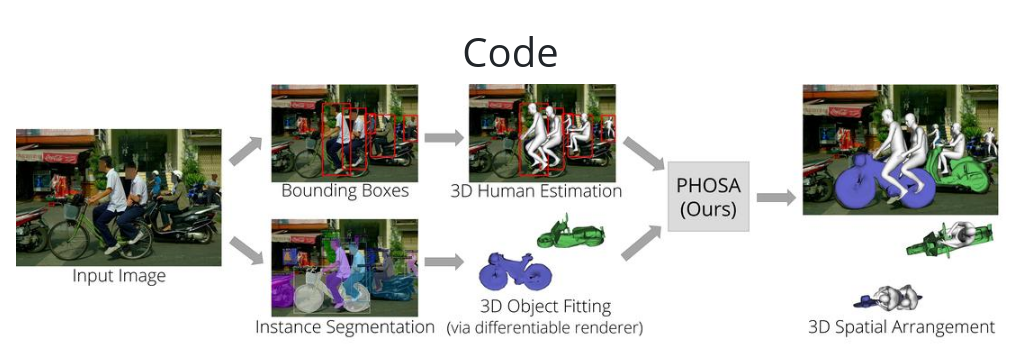 Code
Bounding Boxes
3D Human Estimation
PHOSA
(Ours)
Input Image
3D Object Fitting
(via differentiable renderer)
Instance Segmentation
3D Spatial Arrangement